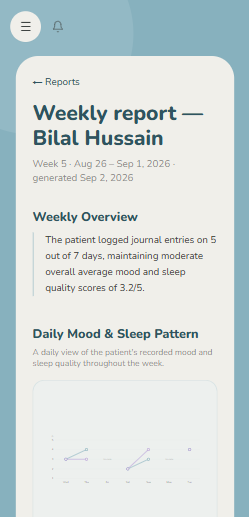 ← Reports
Weekly report —
Bilal Hussain
Week 5 · Aug 26 – Sep 1, 2026 ·
generated Sep 2, 2026
Weekly Overview
The patient logged journal entries on 5
out of 7 days, maintaining moderate
overall average mood and sleep
quality scores of 3.2/5.
Daily Mood & Sleep Pattern
A daily view of the patient's recorded mood and
sleep quality throughout the week.